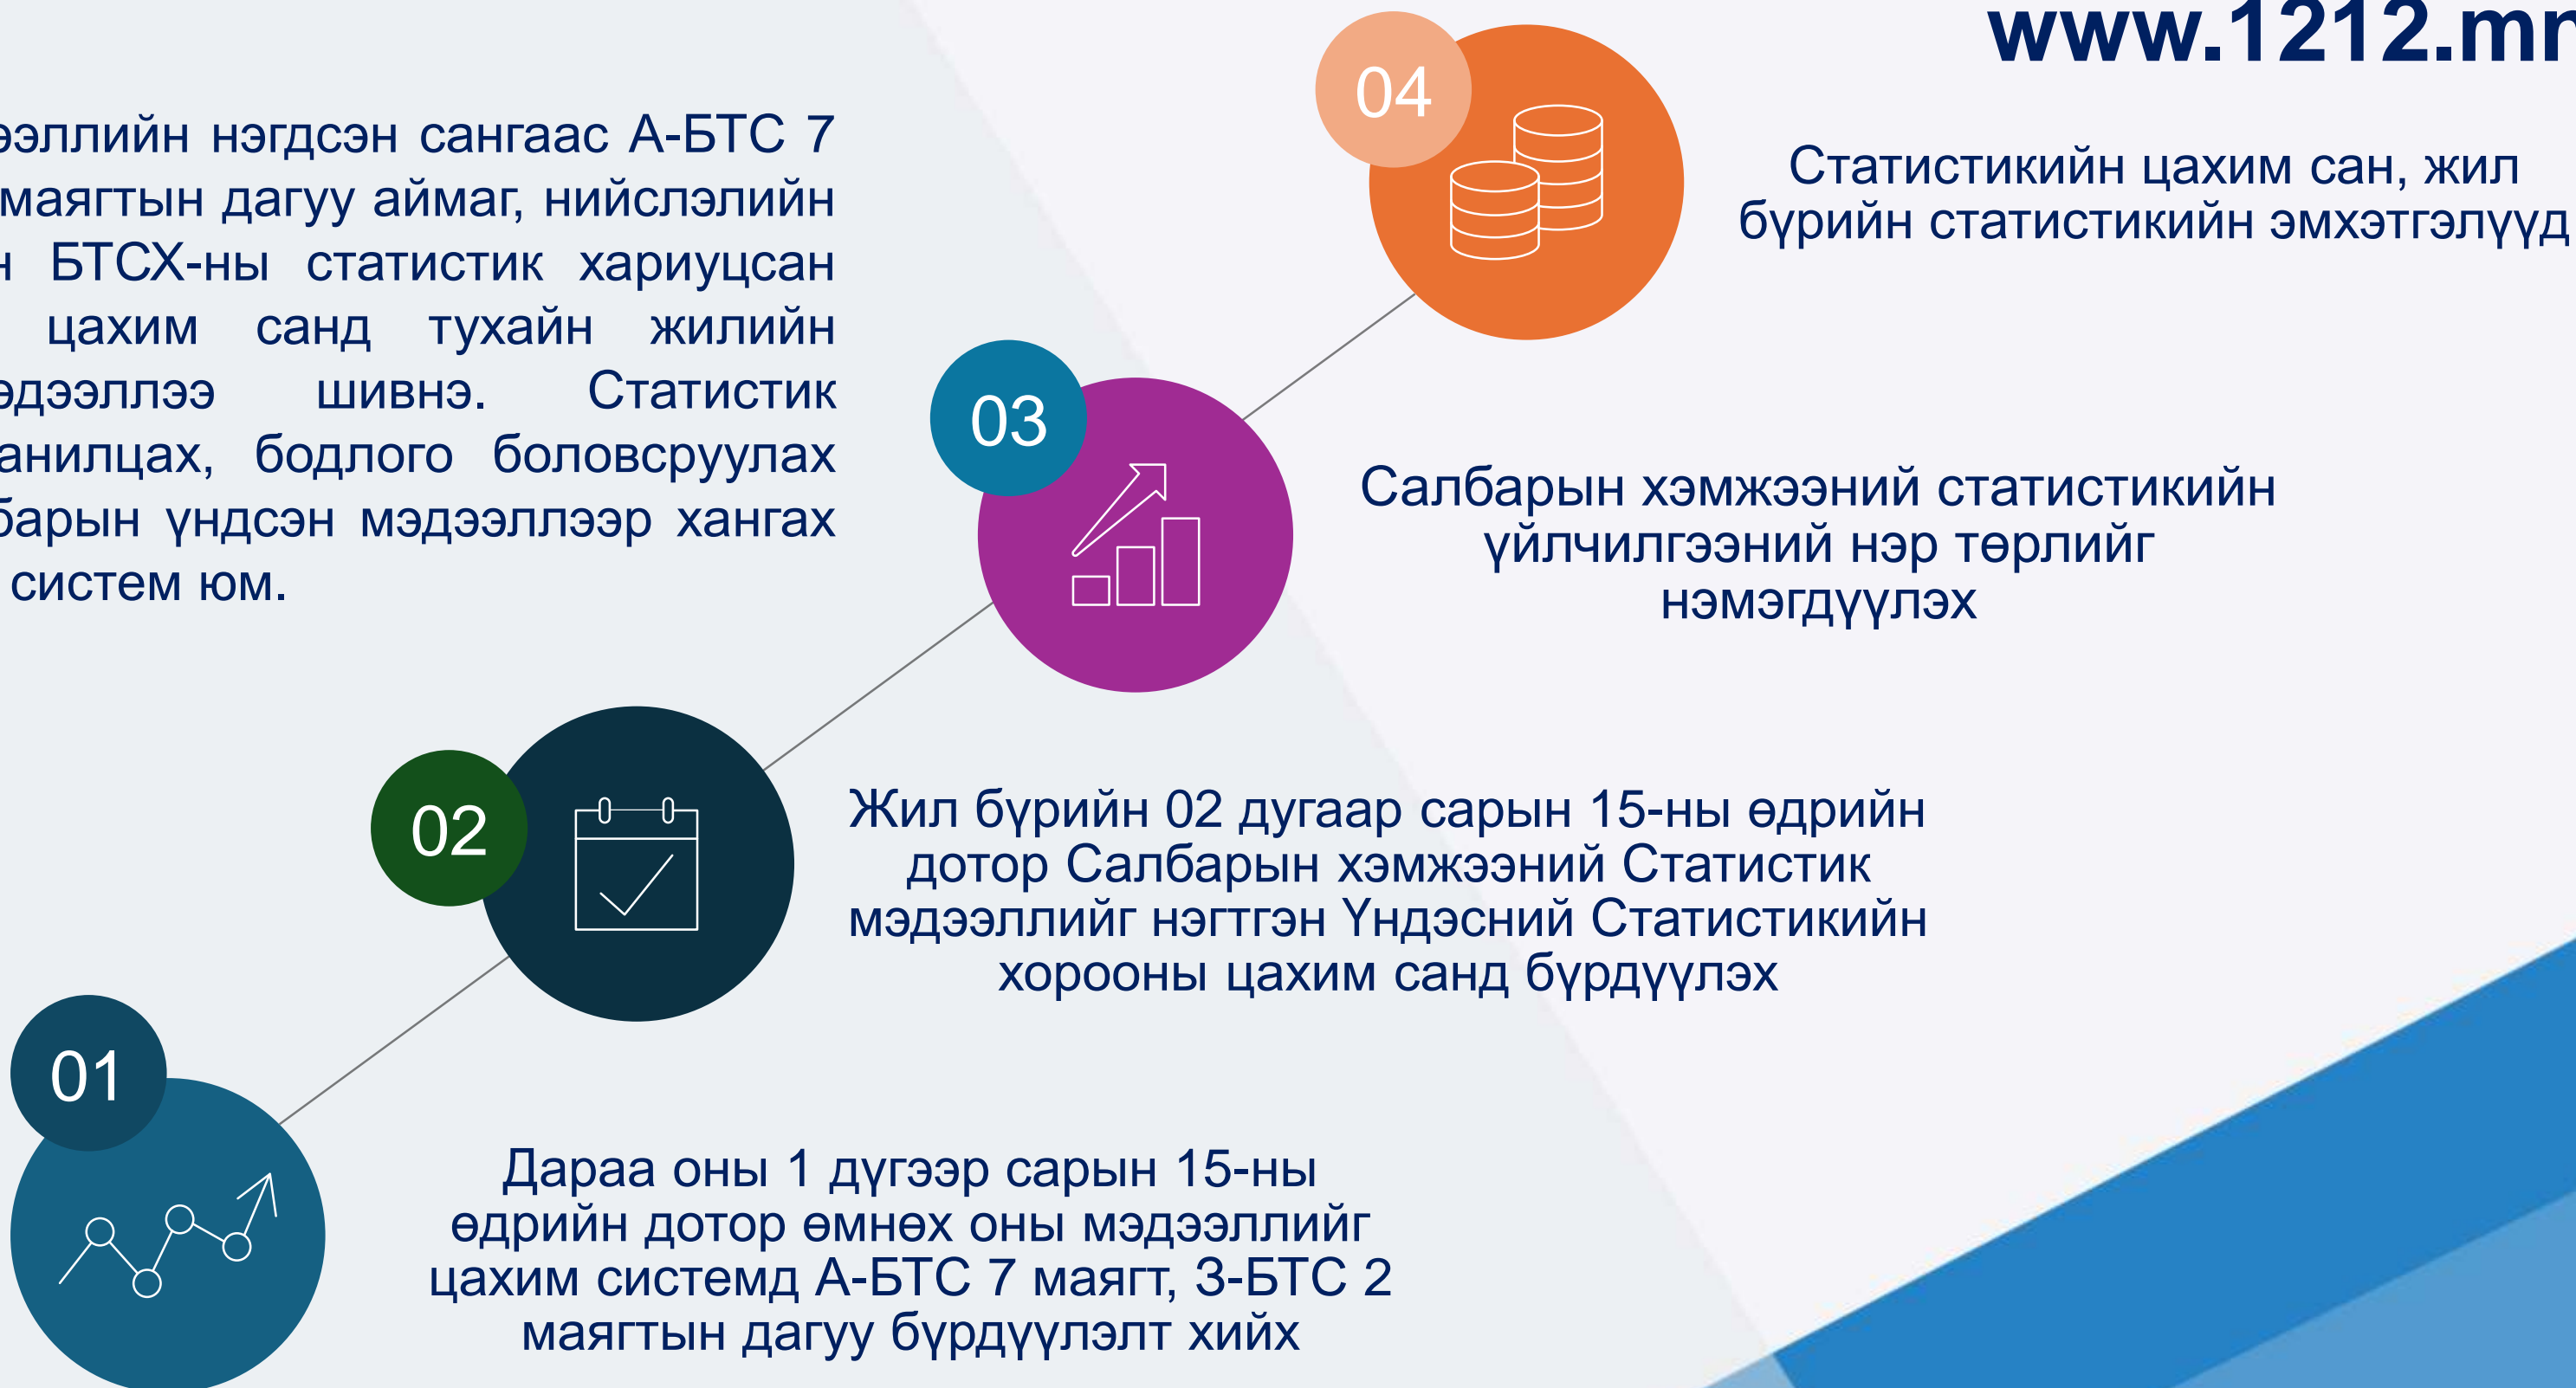 www.1212.mn
нийн нэгдсэн сангаас А-БТС 7
маягтын дагуу аймаг, нийслэлийн
БТСХ-ны статистик хариуцсан
цахим санд тухайн жилийн
шивнэ. Статистик
бодлого боловсруулах
үндсэн мэдээллээр хангах
систем юм.
04
Статистикийн цахим сан, жил
бүрийн статистикийн эмхэтгэлүүд
03
Салбарын хэмжээний статистикийн
үйлчилгээний нэр төрлийг
нэмэгдүүлэх
02
Жил бүрийн 02 дугаар сарын 15-ны өдрийн
дотор Салбарын хэмжээний Статистик
мэдээллийг нэгтгэн Үндэсний Статистикийн
хорооны цахим санд бүрдүүлэх
01
Дараа оны 1 дүгээр сарын 15-ны
өдрийн дотор өмнөх оны мэдээллийг
цахим системд А-БТС 7 маягт, З-БТС 2
маягтын дагуу бүрдүүлэлт хийх